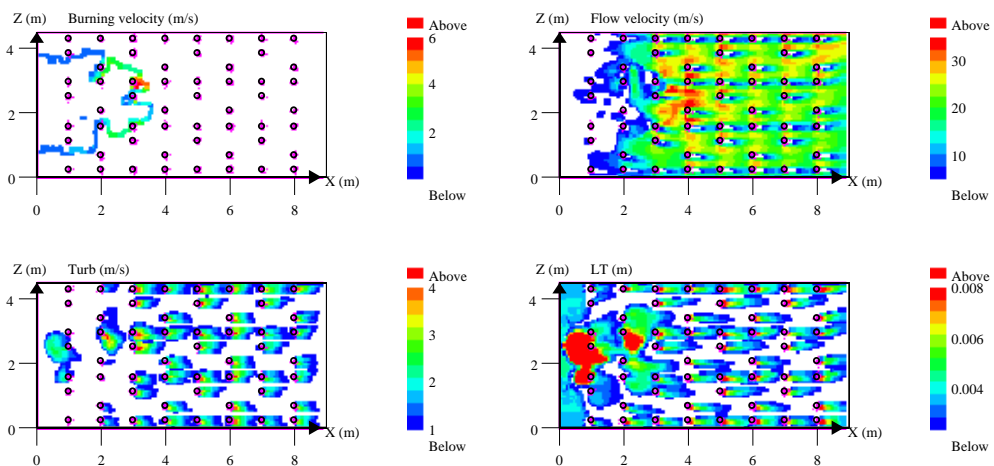 Z (m) Burning velocity (m/s)
Above
6
4
2
Below
4
2
0
X (m)
0 2 4 6 8
Z (m) Flow velocity (m/s)
Above
30
20
10
Below
4
2
0
X (m)
0 2 4 6 8
Z (m) Turb (m/s)
Above
4
3
2
1
Below
4
2
0
X (m)
0 2 4 6 8
Z (m) LT (m)
Above
0.008
0.006
0.004
Below
4
2
0
X (m)
0 2 4 6 8